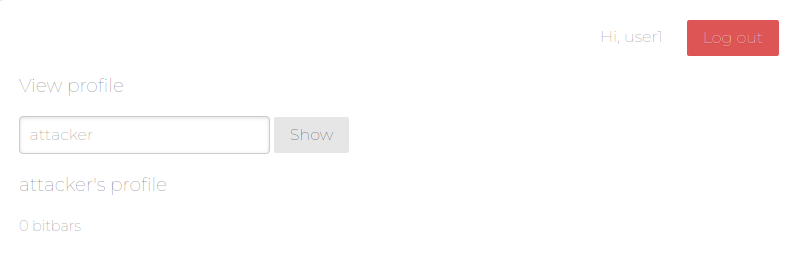 Hi, user1 Log out
View profile
attacker Show
attacker's profile
0 bitbars